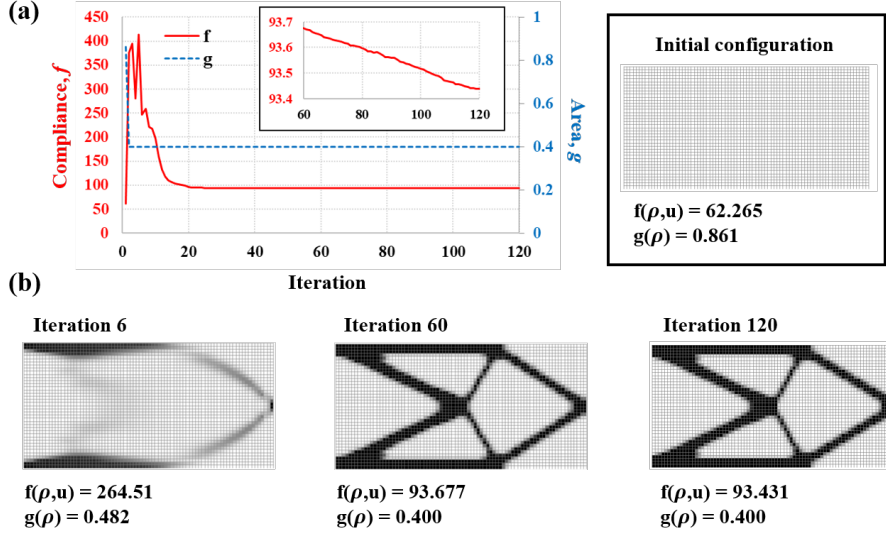 (a)
450
400
350
300
250
200
150
100
50
0
Compliance, f
f
g
93.7
93.6
93.5
93.4
60
80
100
120
1
0.8
0.6
0.4
0.2
0
Area, g
0
20
40
60
80
100
120
Iteration
Initial configuration
f(ρ,u) = 62.265
g(ρ) = 0.861
(b)
Iteration 6
f(ρ,u) = 264.51
g(ρ) = 0.482
Iteration 60
f(ρ,u) = 93.677
g(ρ) = 0.400
Iteration 120
f(ρ,u) = 93.431
g(ρ) = 0.400